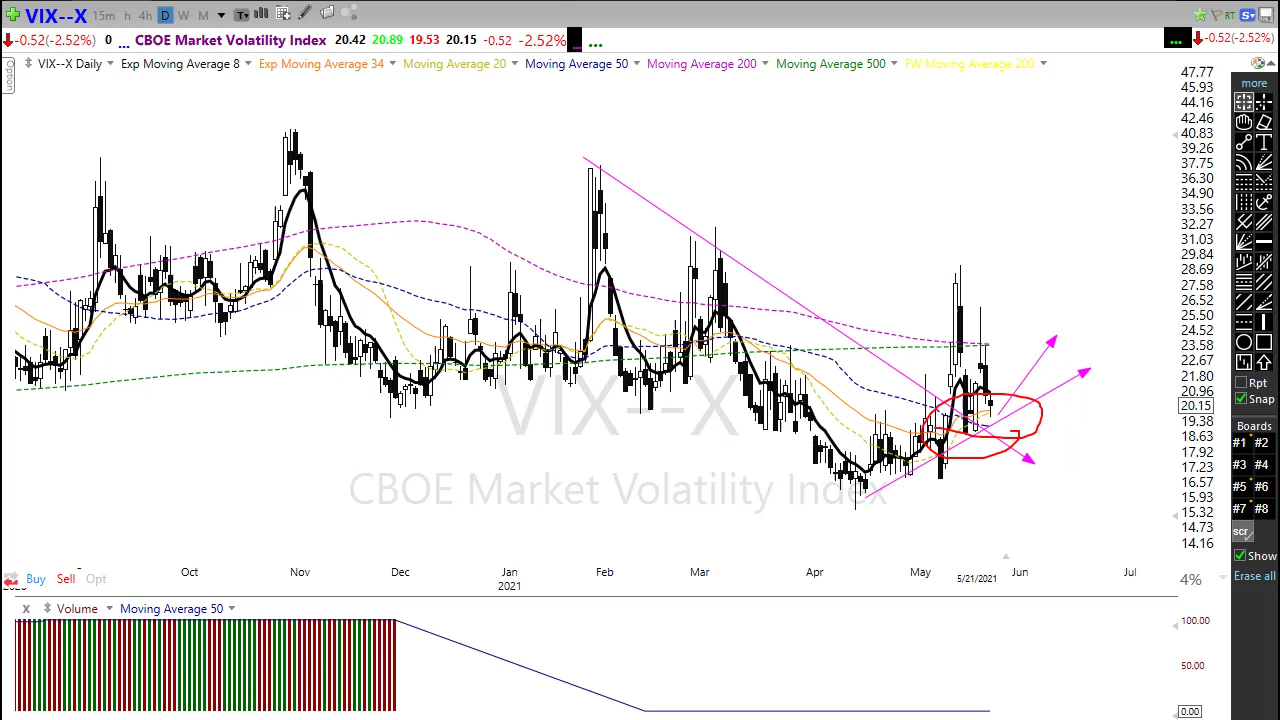 VIX--X 15m h 4h D W M T RT S
-0.52(-2.52%) 0 ... CBOE Market Volatility Index 20.42 20.89 19.53 20.15 -0.52 -2.52% ... ... -0.52(-2.52%)
Option
VIX--X Daily Exp Moving Average 8 Exp Moving Average 34 Moving Average 20 Moving Average 50 Moving Average 200 Moving Average 500 FW Moving Average 200
47.77
45.93
44.16
42.46
40.83
39.26
37.75
36.30
34.90
33.56
32.27
31.03
29.84
28.69
27.58
26.52
25.50
24.52
23.58
22.67
21.80
20.96
20.15
19.38
18.63
17.92
17.23
16.57
15.93
15.32
14.73
14.16
VIX--X
CBOE Market Volatility Index
more
T
Rpt
Snap
Boards
#1 #2
#3 #4
#5 #6
#7 #8
scr
Show
Erase all
Oct Nov Dec Jan Feb Mar Apr May 5/21/2021 Jun Jul
2021
Buy Sell Opt
4%
x Volume Moving Average 50
100.00
50.00
0.00